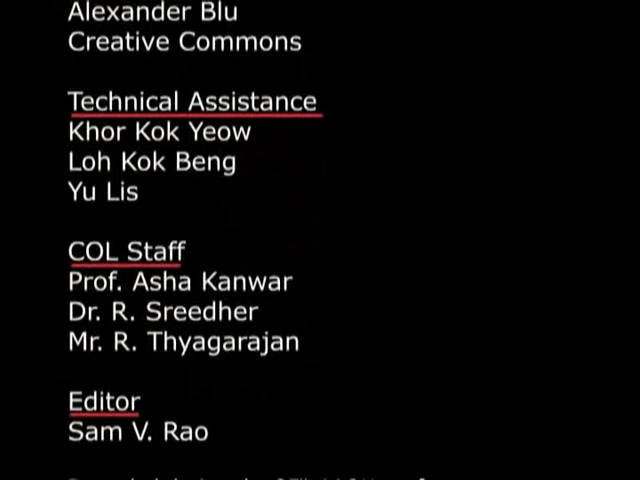 Alexander Blu
Creative Commons
Technical Assistance
Khor Kok Yeow
Loh Kok Beng
Yu Lis
COL Staff
Prof. Asha Kanwar
Dr. R. Sreedher
Mr. R. Thyagarajan
Editor
Sam V. Rao